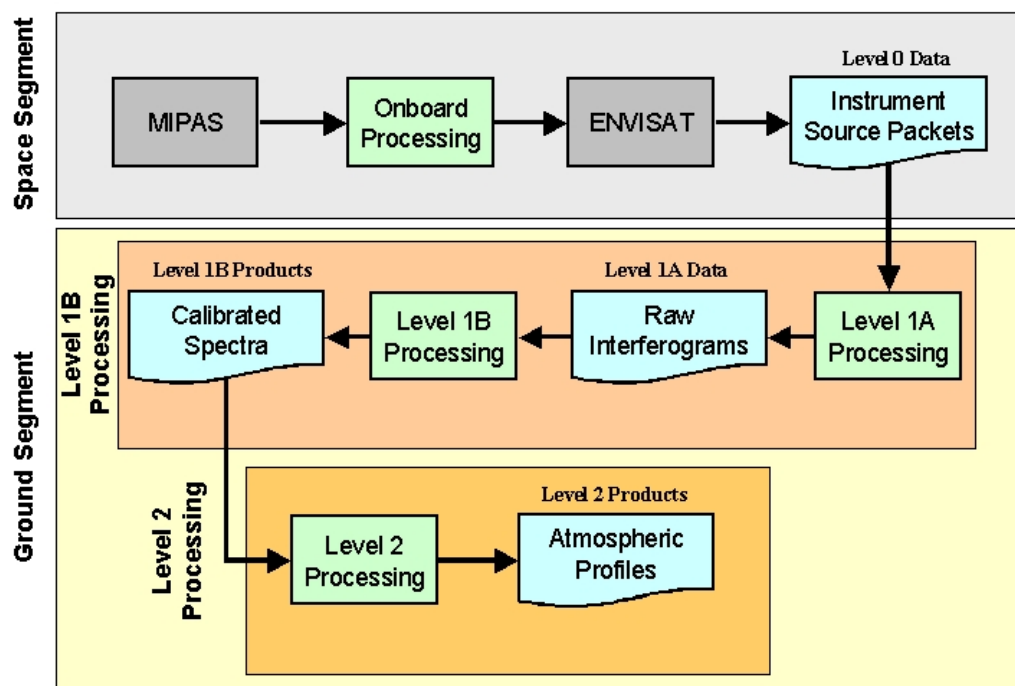 Space Segment
Level 0 Data
MIPAS
Onboard
Processing
ENVISAT
Instrument
Source Packets
Ground Segment
Level 1B
Processing
Level 1B Products
Level 1A Data
Calibrated
Spectra
Level 1B
Processing
Raw
Interferograms
Level 1A
Processing
Level 2
Processing
Level 2 Products
Level 2
Processing
Atmospheric
Profiles